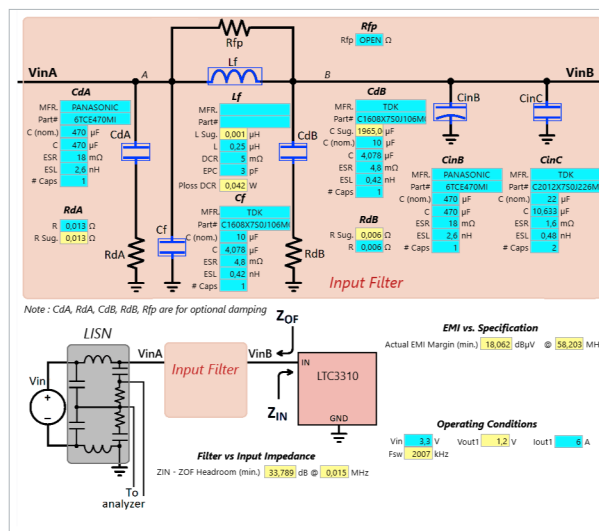 Rfp
Rfp OPEN Ω
Rfp
Lf
VinA
A
B
VinB
CdA
MFR. PANASONIC
Part# 6TCE470MI
C (nom.) 470 µF
C 470 µF
ESR 18 mΩ
ESL 2,6 nH
# Caps 1
CdA
Lf
MFR.
Part#
L Sug. 0,001 µH
L 0,25 µH
DCR 5 mΩ
EPC 3 pF
Ploss DCR 0,042 W
CdB
CdB
MFR. TDK
Part# C1608X7S0J106M
C Sug. 1965,0 µF
C (nom.) 10 µF
C 4,078 µF
ESR 4,8 mΩ
ESL 0,42 nH
# Caps 1
CinB
CinC
CinB
MFR. PANASONIC
Part# 6TCE470MI
C (nom.) 470 µF
C 470 µF
ESR 18 mΩ
ESL 2,6 nH
# Caps 1
CinC
MFR. TDK
Part# C2012X7S0J226M
C (nom.) 22 µF
C 10,633 µF
ESR 1,6 mΩ
ESL 0,48 nH
# Caps 2
RdA
R 0,013 Ω
R Sug. 0,013 Ω
RdA
Cf
Cf
MFR. TDK
Part# C1608X7S0J106M
C (nom.) 10 µF
C 4,078 µF
ESR 4,8 mΩ
ESL 0,42 nH
# Caps 1
RdB
RdB
R Sug. 0,006 Ω
R 0,006 Ω
Input Filter
Note : CdA, RdA, CdB, RdB, Rfp are for optional damping
LISN
Vin
VinA
Input Filter
VinB
ZOF
ZIN
IN
LTC3310
GND
To
analyzer
EMI vs. Specification
Actual EMI Margin (min.) 18,062 dBµV @ 58,203 MH
Operating Conditions
Vin 3,3 V Vout1 1,2 V Iout1 6 A
Fsw 2007 kHz
Filter vs Input Impedance
ZIN - ZOF Headroom (min.) 33,789 dB @ 0,015 MHz